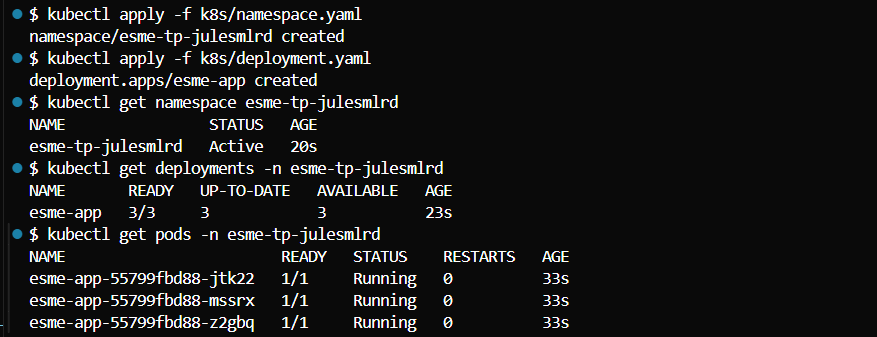 $ kubectl apply -f k8s/namespace.yaml
namespace/esme-tp-julesmlrd created
$ kubectl apply -f k8s/deployment.yaml
deployment.apps/esme-app created
$ kubectl get namespace esme-tp-julesmlrd
NAME                STATUS   AGE
esme-tp-julesmlrd   Active   20s
$ kubectl get deployments -n esme-tp-julesmlrd
NAME       READY   UP-TO-DATE   AVAILABLE   AGE
esme-app   3/3     3            3           23s
$ kubectl get pods -n esme-tp-julesmlrd
NAME                        READY   STATUS    RESTARTS   AGE
esme-app-55799fbd88-jtk22   1/1     Running   0          33s
esme-app-55799fbd88-mssrx   1/1     Running   0          33s
esme-app-55799fbd88-z2gbq   1/1     Running   0          33s